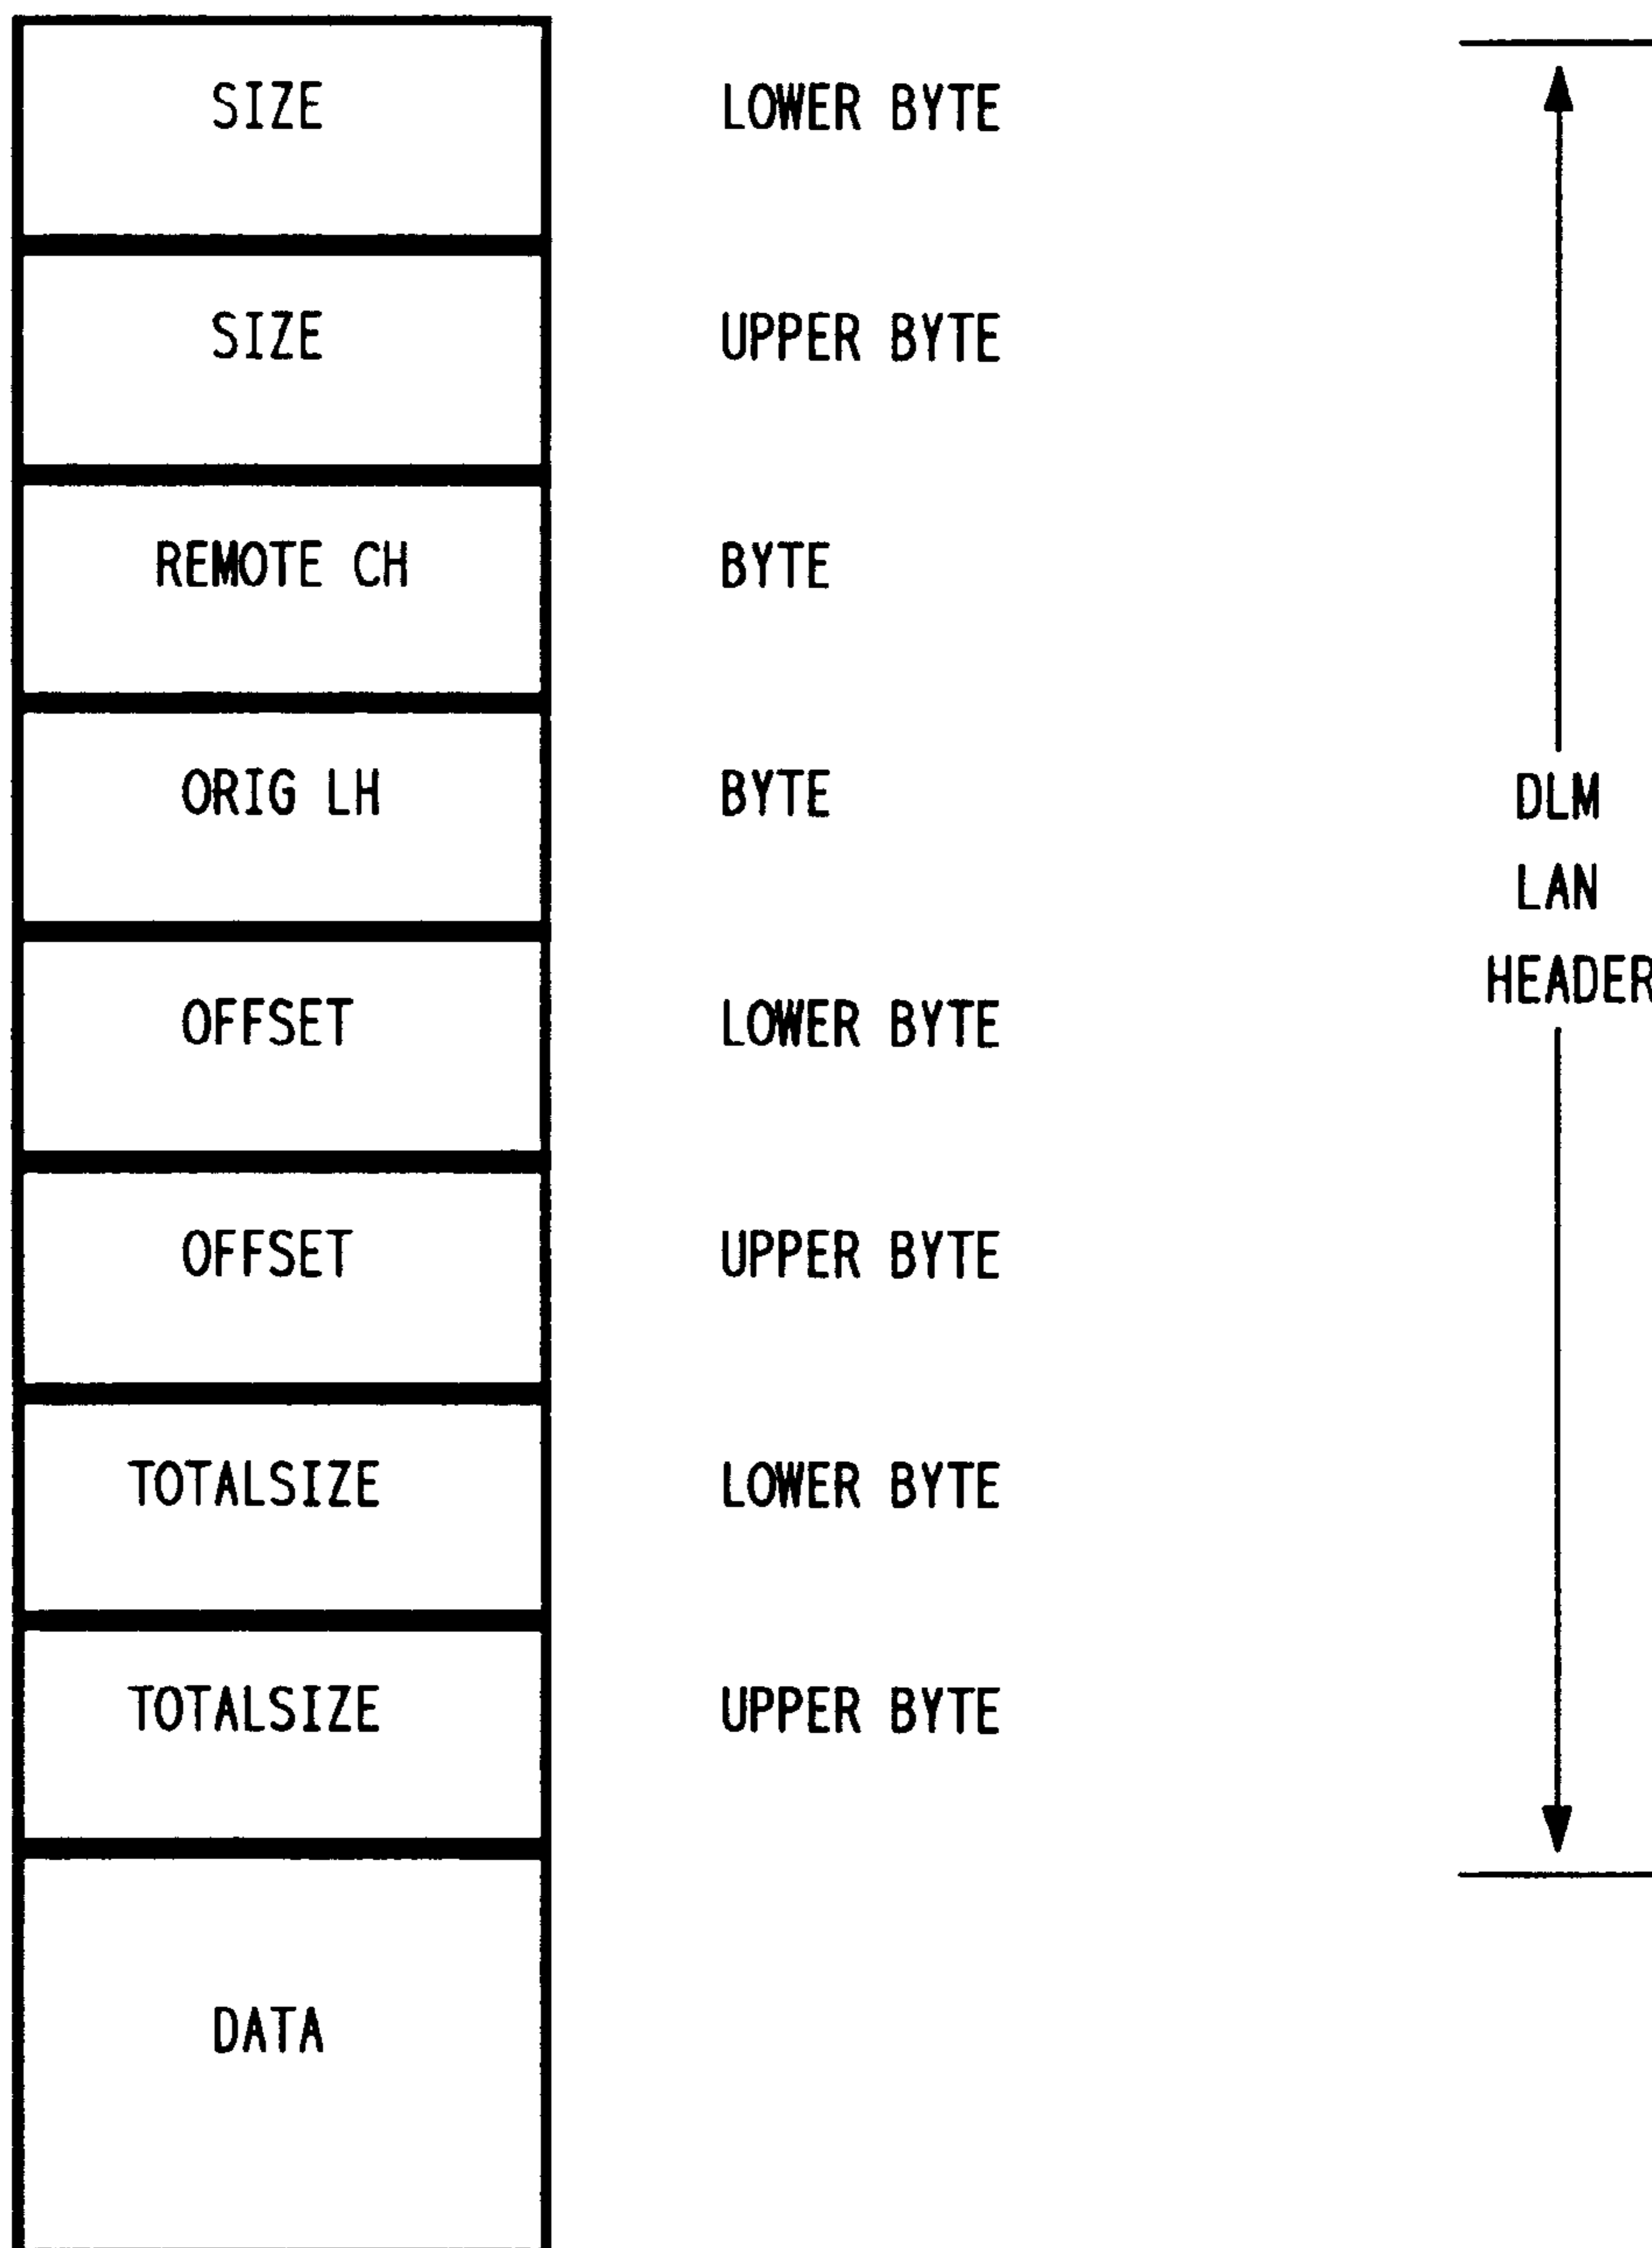 SIZE LOWER BYTE
SIZE UPPER BYTE
REMOTE CH BYTE
ORIG LH BYTE
OFFSET LOWER BYTE
OFFSET UPPER BYTE
TOTALSIZE LOWER BYTE
TOTALSIZE UPPER BYTE
DATA
DLM
LAN
HEADER